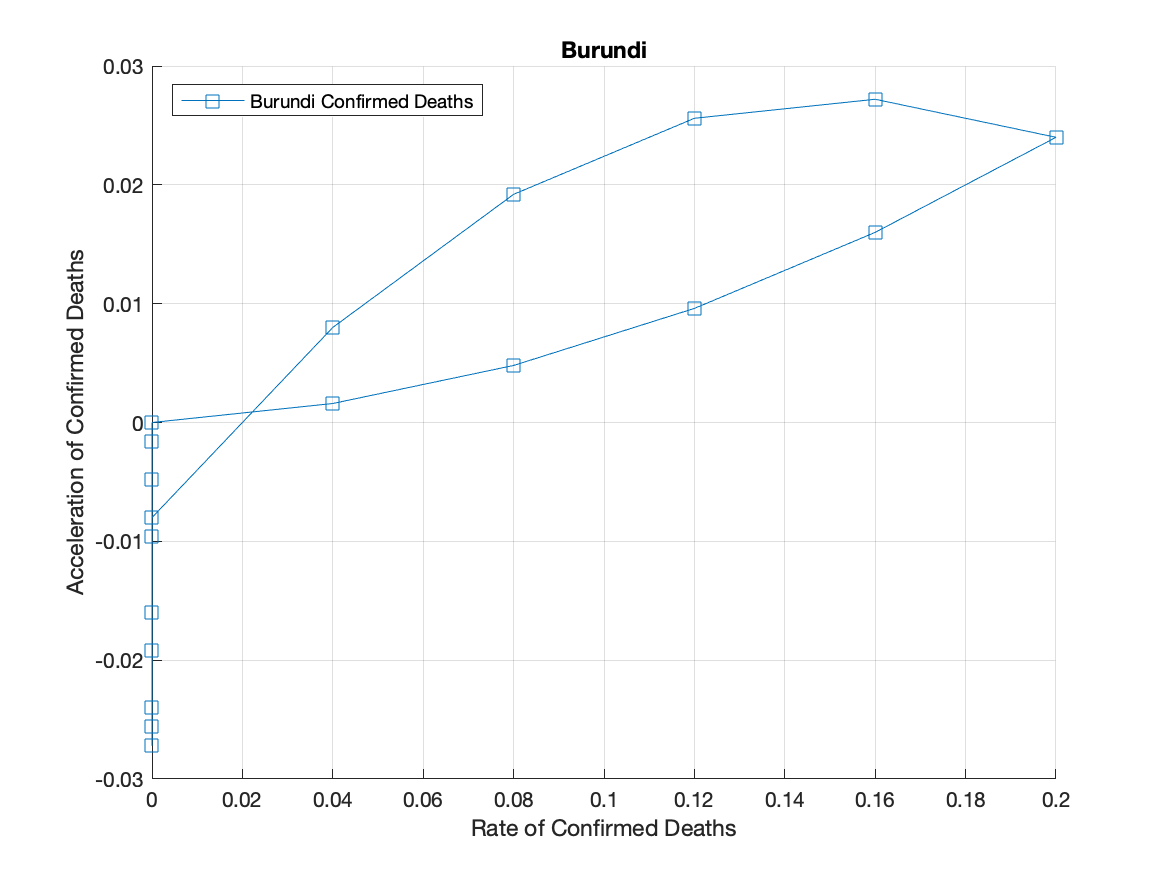 Burundi
Burundi Confirmed Deaths
Acceleration of Confirmed Deaths
0.03
0.02
0.01
0
-0.01
-0.02
-0.03
0 0.02 0.04 0.06 0.08 0.1 0.12 0.14 0.16 0.18 0.2
Rate of Confirmed Deaths